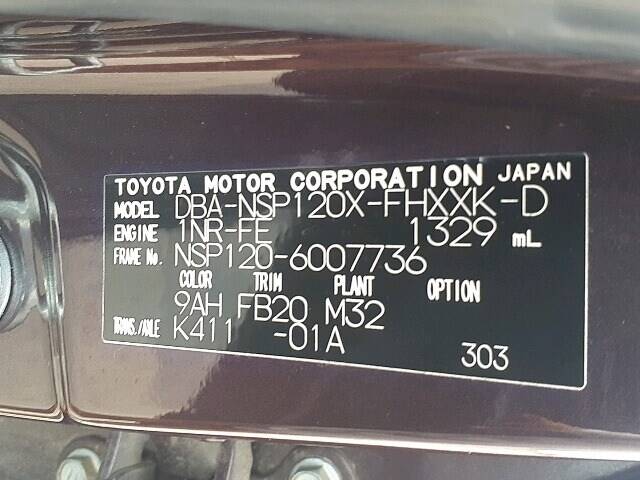 TOYOTA MOTOR CORPORATION JAPAN
MODEL DBA-NSP120X-FHXXK-D
ENGINE 1NR-FE 1329 mL
FRAME No. NSP120-6007736
COLOR TRIM PLANT OPTION
9AH FB20 M32
TRANS./AXLE K411 -01A
303